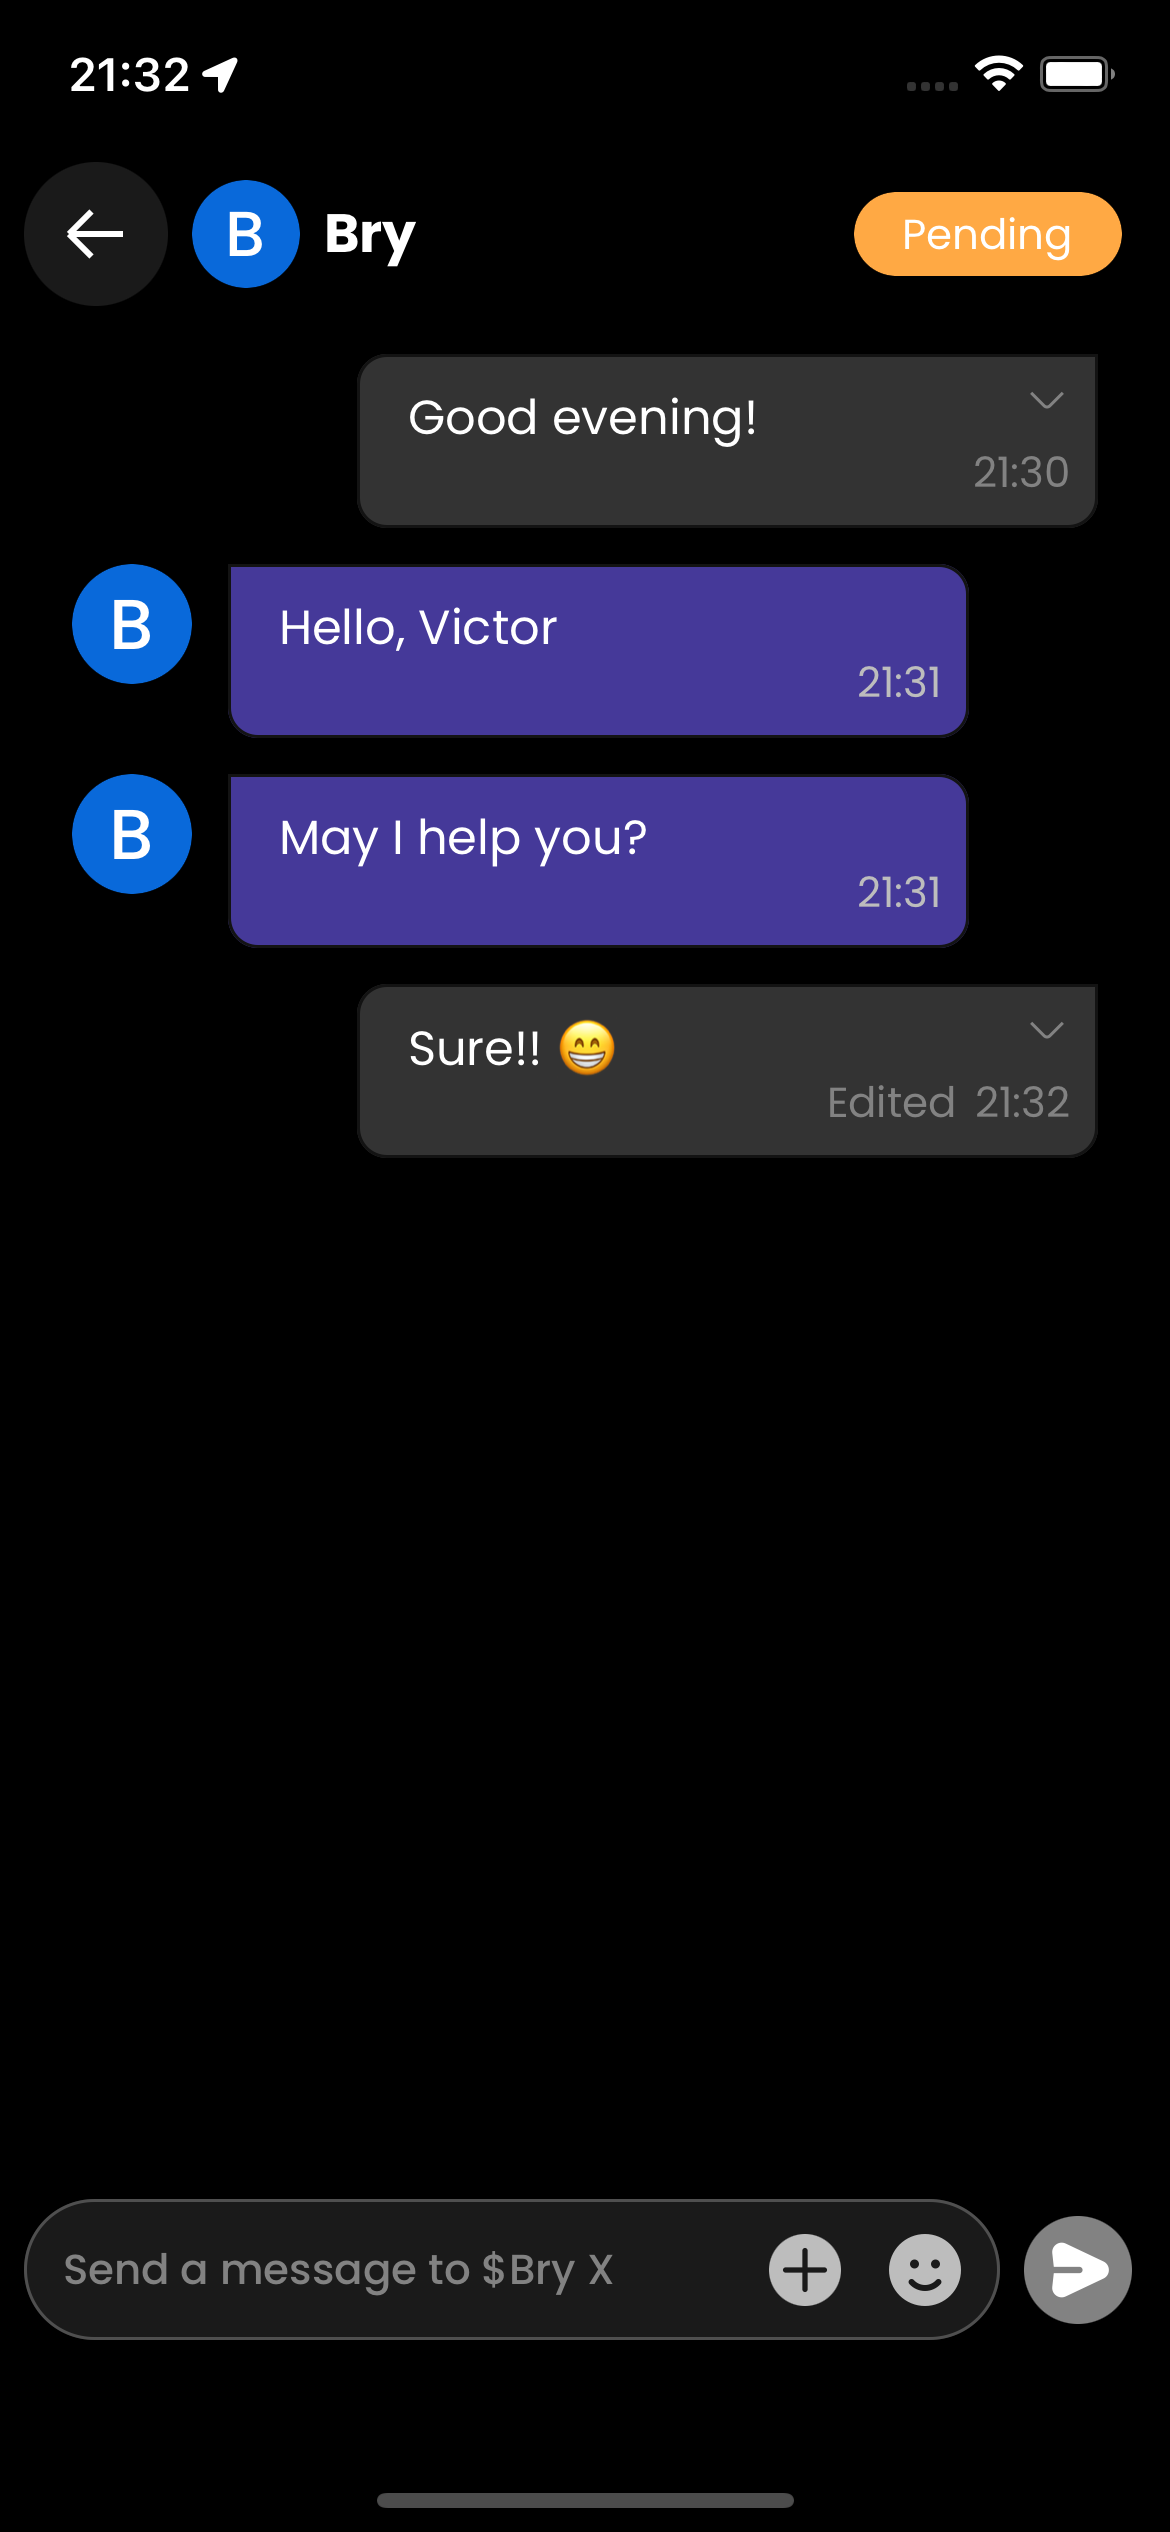 21:32
B Bry Pending
Good evening!
21:30
B Hello, Victor
21:31
B May I help you?
21:31
Sure!! 😁
Edited 21:32
Send a message to $Bry X